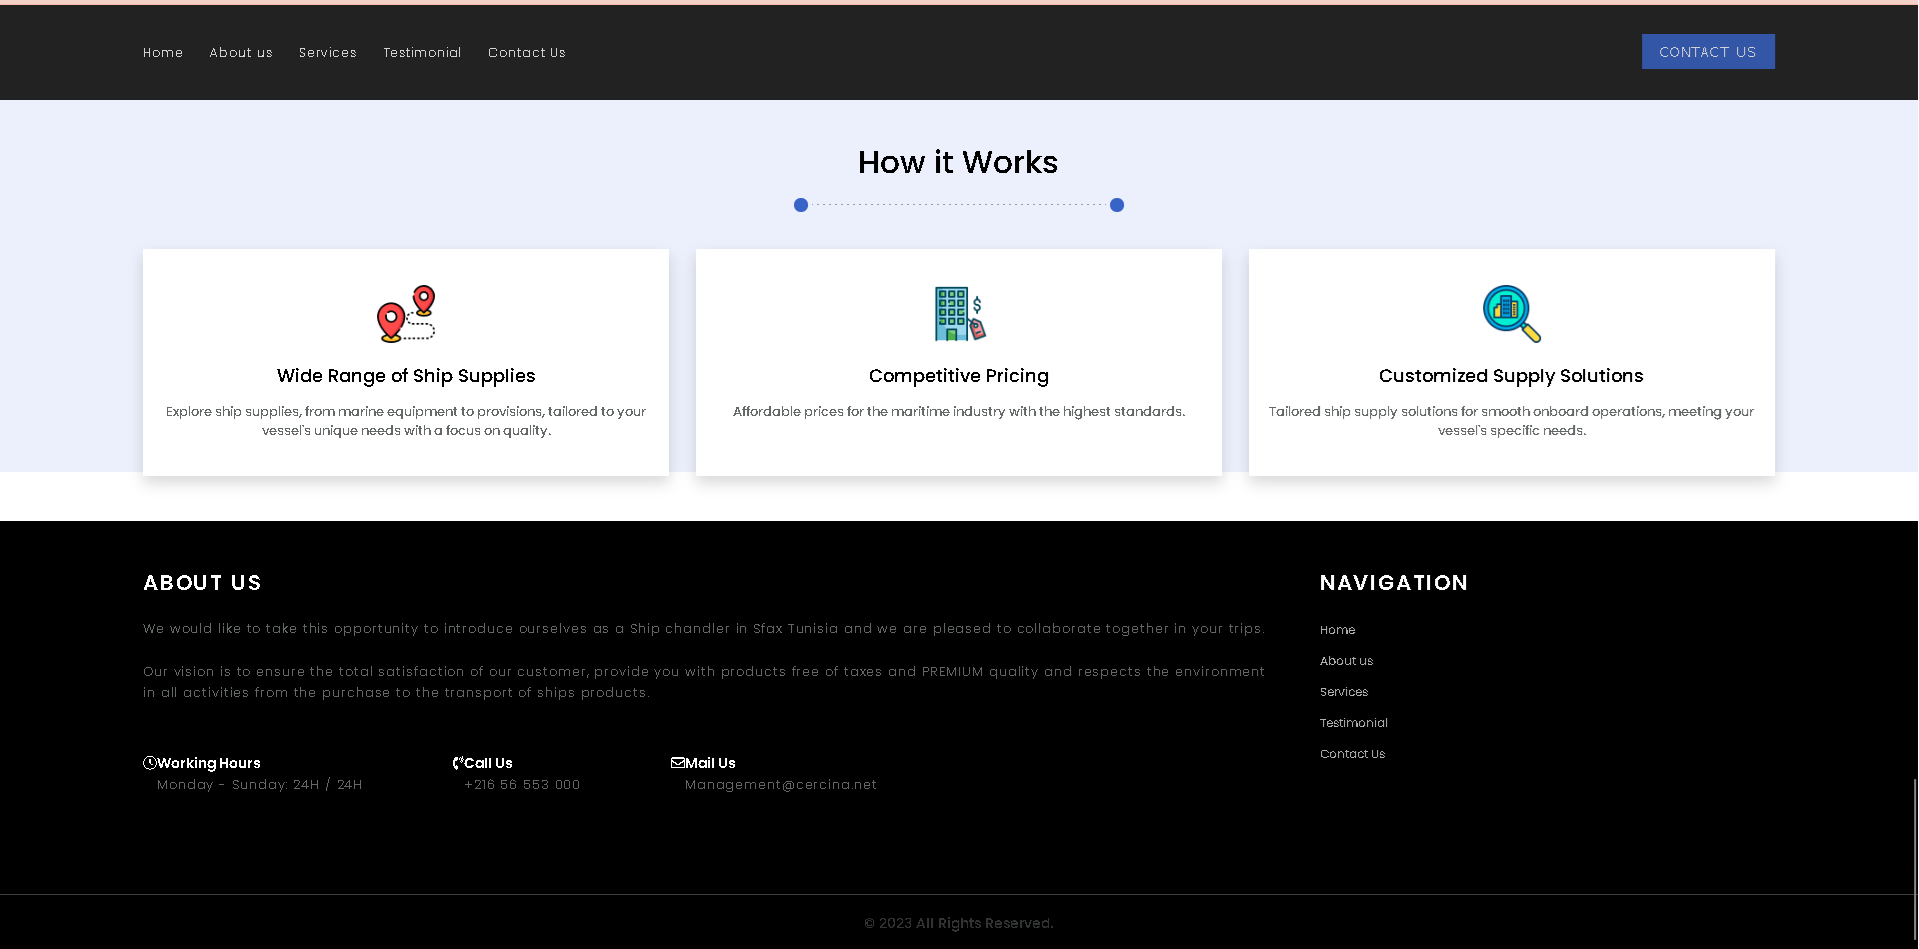 Home About us Services Testimonial Contact Us CONTACT US
How it Works
Wide Range of Ship Supplies
Explore ship supplies, from marine equipment to provisions, tailored to your
vessel's unique needs with a focus on quality.
Competitive Pricing
Affordable prices for the maritime industry with the highest standards.
Customized Supply Solutions
Tailored ship supply solutions for smooth onboard operations, meeting your
vessel's specific needs.
ABOUT US
We would like to take this opportunity to introduce ourselves as a Ship chandler in Sfax Tunisia and we are pleased to collaborate together in your trips.
Our vision is to ensure the total satisfaction of our customer, provide you with products free of taxes and PREMIUM quality and respects the environment
in all activities from the purchase to the transport of ships products.
Working Hours
Monday - Sunday: 24H / 24H
Call Us
+216 56 553 000
Mail Us
Management@cercina.net
NAVIGATION
Home
About us
Services
Testimonial
Contact Us
© 2023 All Rights Reserved.